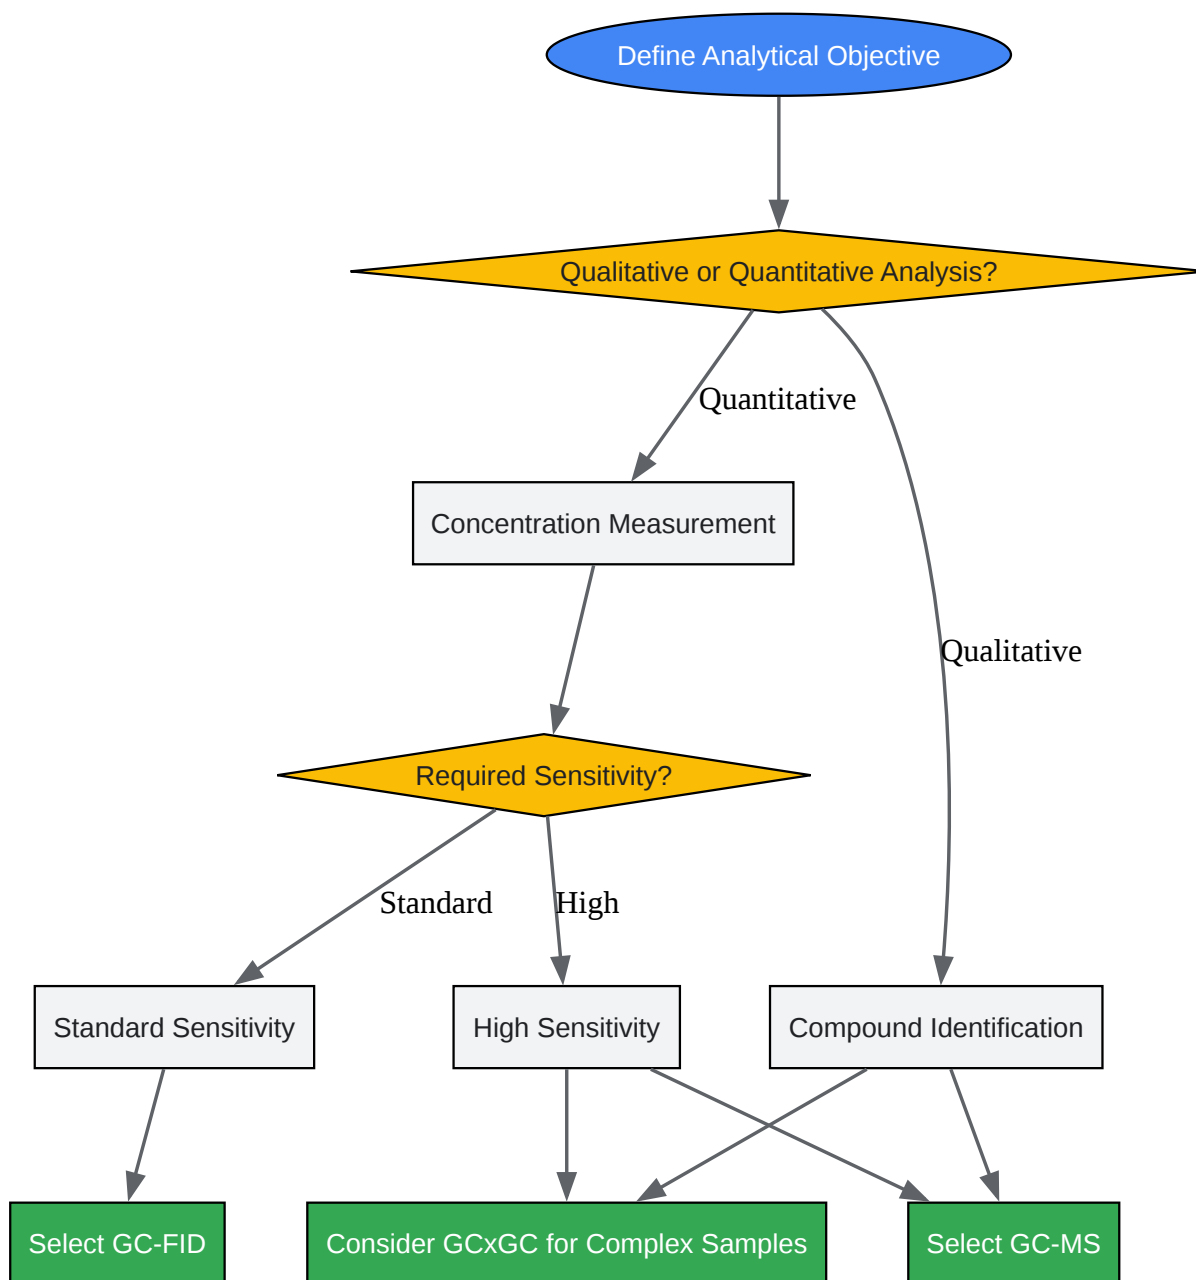 Define Analytical Objective
Qualitative or Quantitative Analysis?
Quantitative
Concentration Measurement
Qualitative
Required Sensitivity?
Standard
High
Standard Sensitivity
High Sensitivity
Compound Identification
Select GC-FID
Consider GCxGC for Complex Samples
Select GC-MS